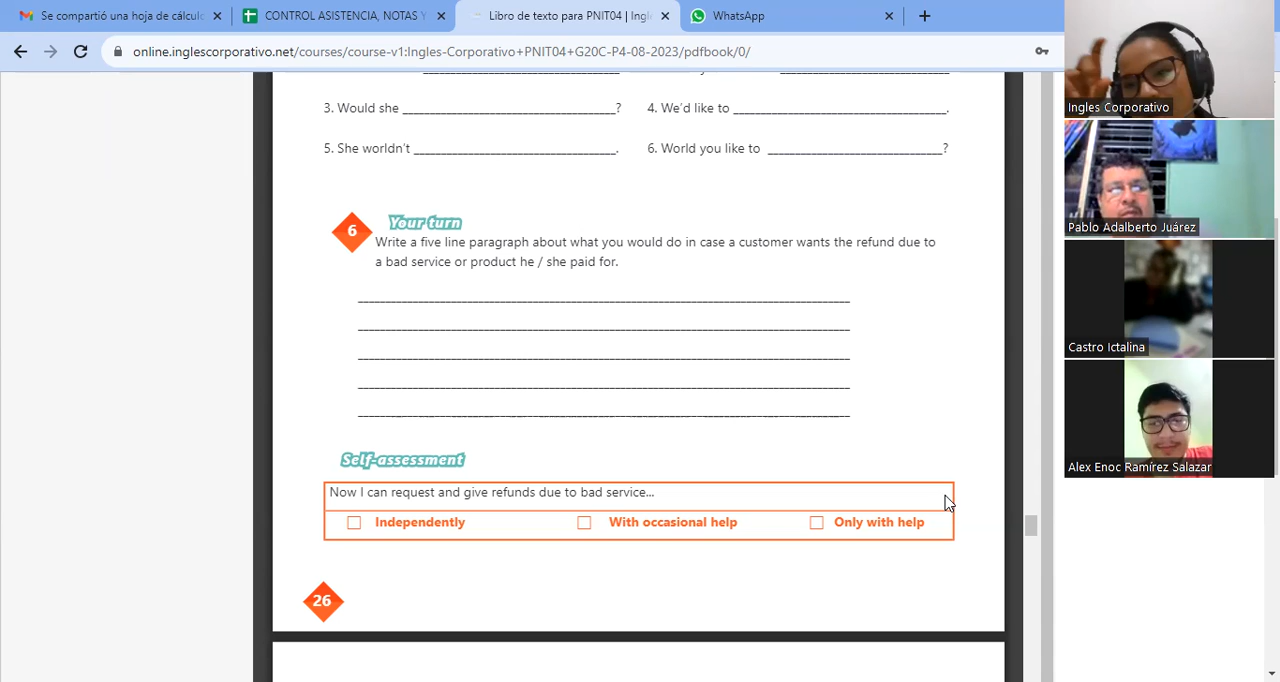 Se compartió una hoja de cálcul
CONTROL ASISTENCIA, NOTAS Y
Libro de texto para PNIT04 | Ingl
WhatsApp
online.inglescorporativo.net/courses/course-v1:Ingles-Corporativo+PNIT04+G20C-P4-08-2023/pdfbook/0/
3. Would she ______________________________?
4. We'd like to ______________________________.
5. She worldn't ____________________________.
6. World you like to ________________________?
6
Your turn
Write a five line paragraph about what you would do in case a customer wants the refund due to
a bad service or product he / she paid for.
Self-assessment
Now I can request and give refunds due to bad service...
Independently
With occasional help
Only with help
26
Ingles Corporativo
Pablo Adalberto Juárez
Castro Ictalina
Alex Enoc Ramírez Salazar